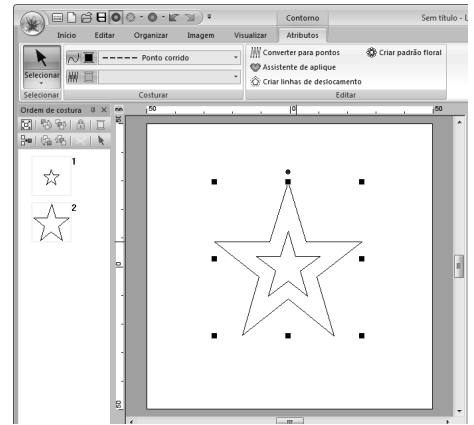 Contorno
Sem título - L
Início Editar Organizar Imagem Visualizar Atributos
Selecionar
Ponto corrido
Converter para pontos
Criar padrão floral
Assistente de aplique
Criar linhas de deslocamento
Selecionar Costurar Editar
Ordem de costura
50 0 50
50
1
2
0
50